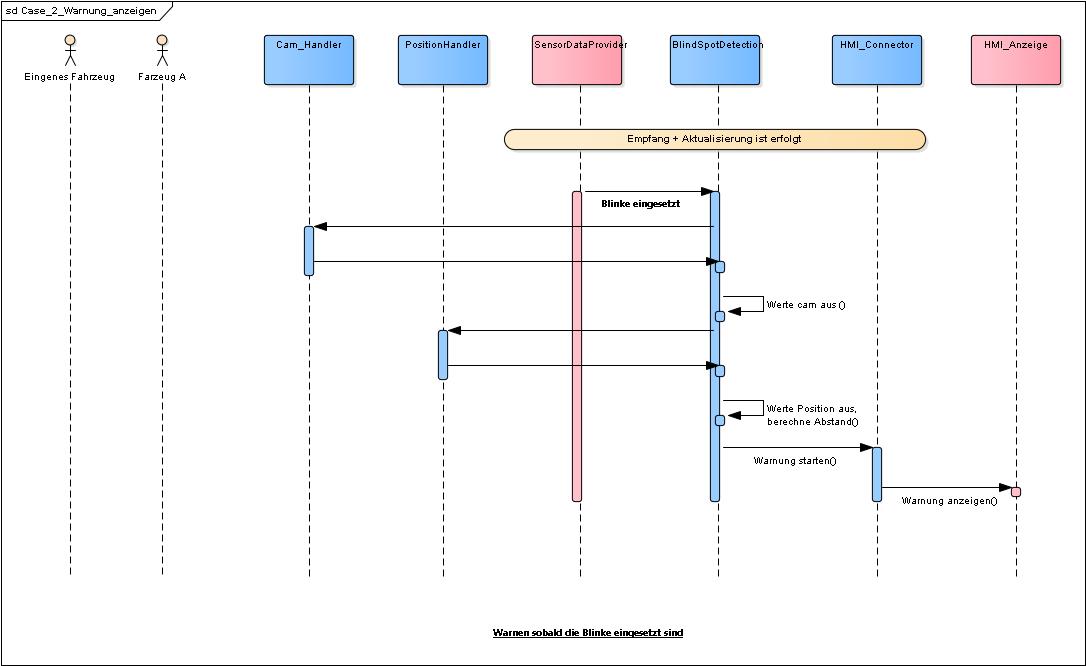 sd Case_2_Warnung_anzeigen
Eingenes Fahrzeug
Farzeug A
Cam_Handler
PositionHandler
SensorDataProvider
BlindSpotDetection
HMI_Connector
HMI_Anzeige
Empfang + Aktualisierung ist erfolgt
Blinke eingesetzt
Werte cam aus ()
Werte Position aus,
berechne Abstand()
Warnung starten()
Warnung anzeigen()
Warnen sobald die Blinke eingesetzt sind